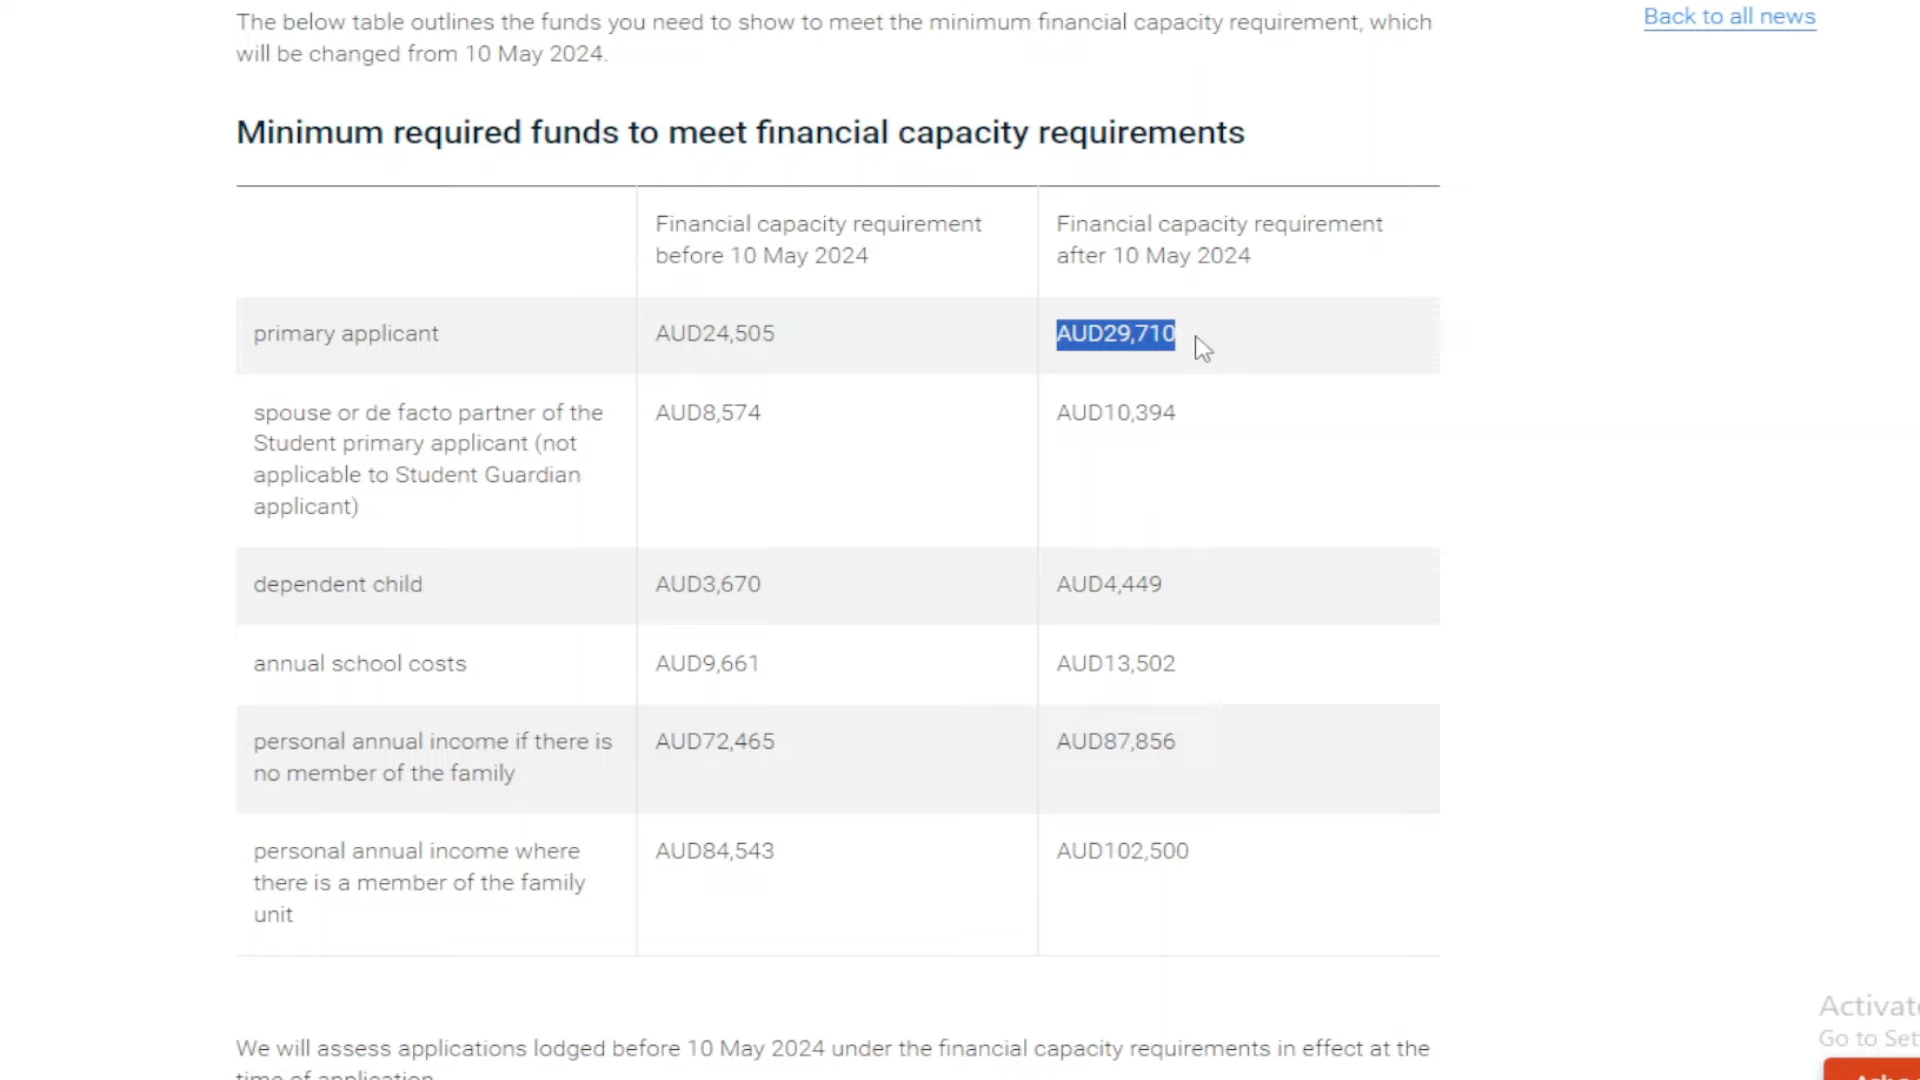 The below table outlines the funds you need to show to meet the minimum financial capacity requirement, which
will be changed from 10 May 2024.
Back to all news
Minimum required funds to meet financial capacity requirements
Financial capacity requirement
before 10 May 2024
Financial capacity requirement
after 10 May 2024
primary applicant
AUD24,505
AUD29,710
spouse or de facto partner of the
Student primary applicant (not
applicable to Student Guardian
applicant)
AUD8,574
AUD10,394
dependent child
AUD3,670
AUD4,449
annual school costs
AUD9,661
AUD13,502
personal annual income if there is
no member of the family
AUD72,465
AUD87,856
personal annual income where
there is a member of the family
unit
AUD84,543
AUD102,500
We will assess applications lodged before 10 May 2024 under the financial capacity requirements in effect at the
time of application
Activate
Go to Set